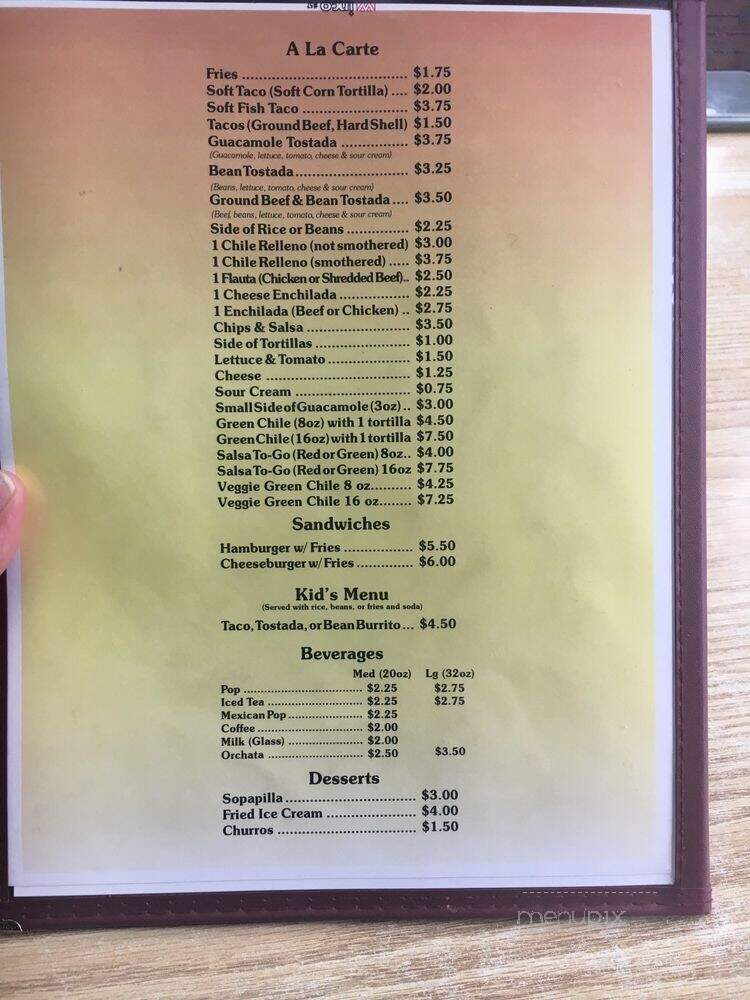 A La Carte
Fries .................................... $1.75
Soft Taco (Soft Corn Tortilla) .... $2.00
Soft Fish Taco ....................... $3.75
Tacos (Ground Beef, Hard Shell) $1.50
Guacamole Tostada ................ $3.75
(Guacamole, lettuce, tomato, cheese & sour cream)
Bean Tostada......................... $3.25
(Beans, lettuce, tomato, cheese & sour cream)
Ground Beef & Bean Tostada .... $3.50
(Beef, beans, lettuce, tomato, cheese & sour cream)
Side of Rice or Beans .............. $2.25
1 Chile Relleno (not smothered) $3.00
1 Chile Relleno (smothered) ..... $3.75
1 Flauta (Chicken or Shredded Beef).. $2.50
1 Cheese Enchilada ................ $2.25
1 Enchilada (Beef or Chicken) .. $2.75
Chips & Salsa ....................... $3.50
Side of Tortillas ..................... $1.00
Lettuce & Tomato .................. $1.50
Cheese ................................ $1.25
Sour Cream ......................... $0.75
Small Side of Guacamole (3oz) .. $3.00
Green Chile (8oz) with 1 tortilla $4.50
Green Chile (16oz) with 1 tortilla $7.50
Salsa To-Go (Red or Green) 8oz.. $4.00
Salsa To-Go (Red or Green) 16oz $7.75
Veggie Green Chile 8 oz......... $4.25
Veggie Green Chile 16 oz....... $7.25
Sandwiches
Hamburger w/ Fries ............... $5.50
Cheeseburger w/ Fries ............ $6.00
Kid's Menu
(Served with rice, beans, or fries and soda)
Taco, Tostada, or Bean Burrito ... $4.50
Beverages
Med (20oz) Lg (32oz)
Pop ................................. $2.25 $2.75
Iced Tea .......................... $2.25 $2.75
Mexican Pop ..................... $2.25
Coffee ............................. $2.00
Milk (Glass) ..................... $2.00
Orchata .......................... $2.50 $3.50
Desserts
Sopapilla ............................. $3.00
Fried Ice Cream .................... $4.00
Churros ............................... $1.50
menupix